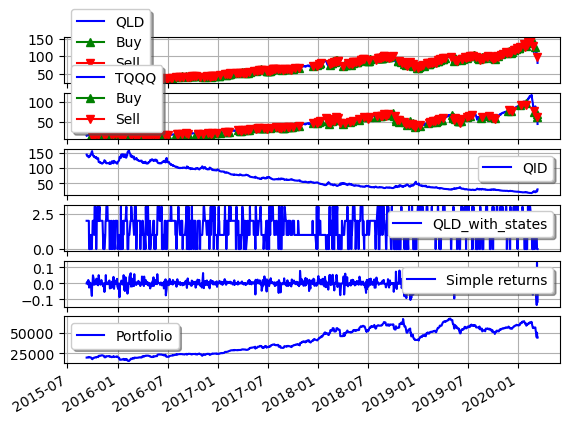 QLD
Buy
Sell
150
100
50
TQQQ
Buy
Sell
100
50
150
100
50
QID
2.5
0.0
QLD_with_states
0.1
0.0
−0.1
Simple returns
50000
25000
Portfolio
2015-07
2016-01
2016-07
2017-01
2017-07
2018-01
2018-07
2019-01
2019-07
2020-01